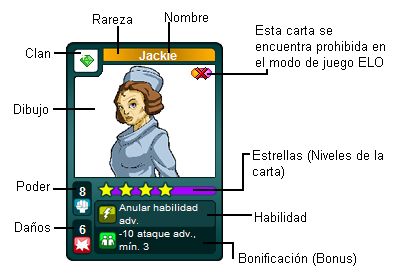 Rareza
Nombre
Clan
Jackie
Esta carta se
encuentra prohibida en
el modo de juego ELO
Dibujo
Estrellas (Niveles de la
carta)
Poder
8
Anular habilidad
adv.
Habilidad
Daños
6
-10 ataque adv.,
mín. 3
Bonificación (Bonus)